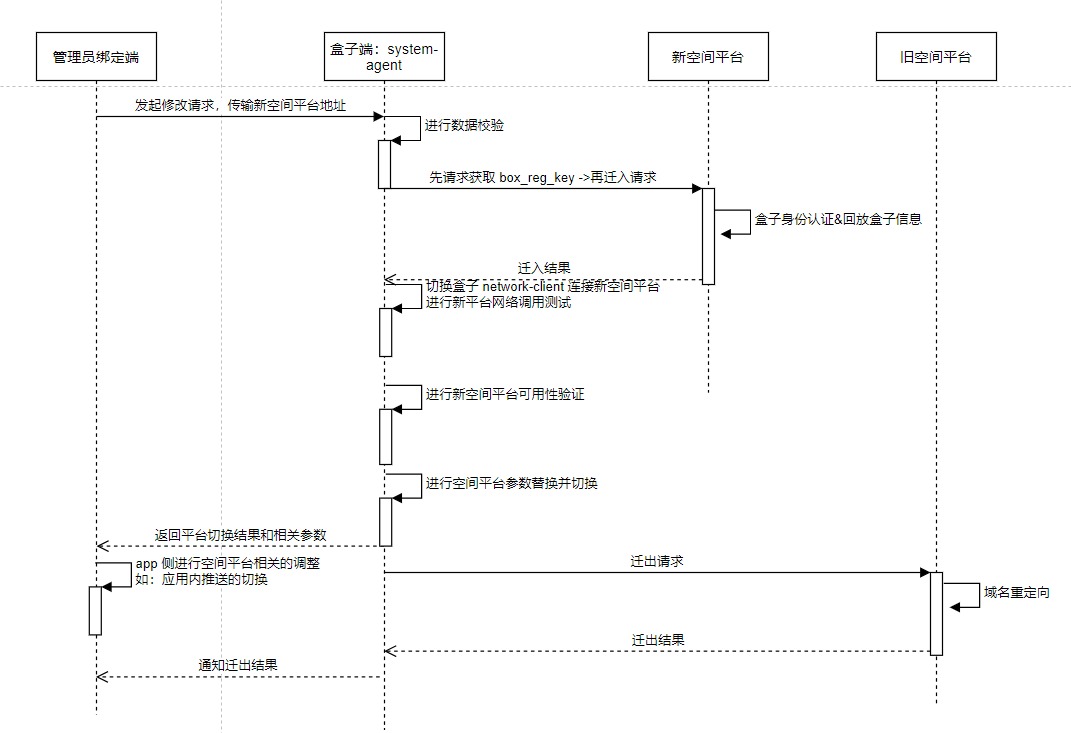 管理员绑定端
盒子端：system-
agent
新空间平台
旧空间平台
发起修改请求，传输新空间平台地址
进行数据校验
先请求获取 box_reg_key ->再迁入请求
盒子身份认证&回放盒子信息
迁入结果
切换盒子 network-client 连接新空间平台
进行新平台网络调用测试
进行新空间平台可用性验证
进行空间平台参数替换并切换
返回平台切换结果和相关参数
app 侧进行空间平台相关的调整
如：应用内推送的切换
迁出请求
域名重定向
迁出结果
通知迁出结果